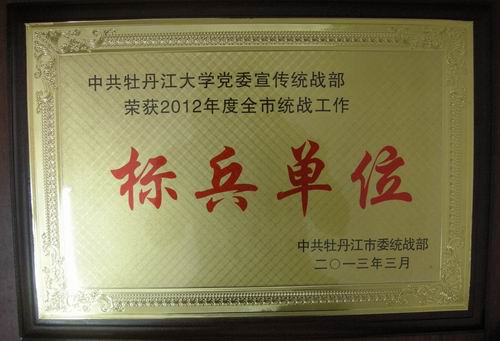 中共牡丹江大学党委宣传统战部
荣获2012年度全市统战工作
标兵单位
中共牡丹江市委统战部
二〇一三年三月